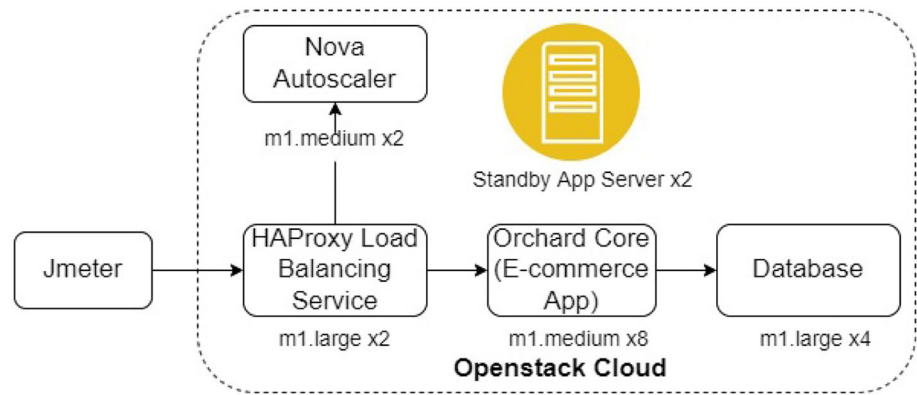 Nova
Autoscaler
m1.medium x2
Standby App Server x2
Jmeter
HAProxy Load
Balancing
Service
Orchard Core
(E-commerce
App)
Database
m1.large x2
m1.medium x8
m1.large x4
Openstack Cloud